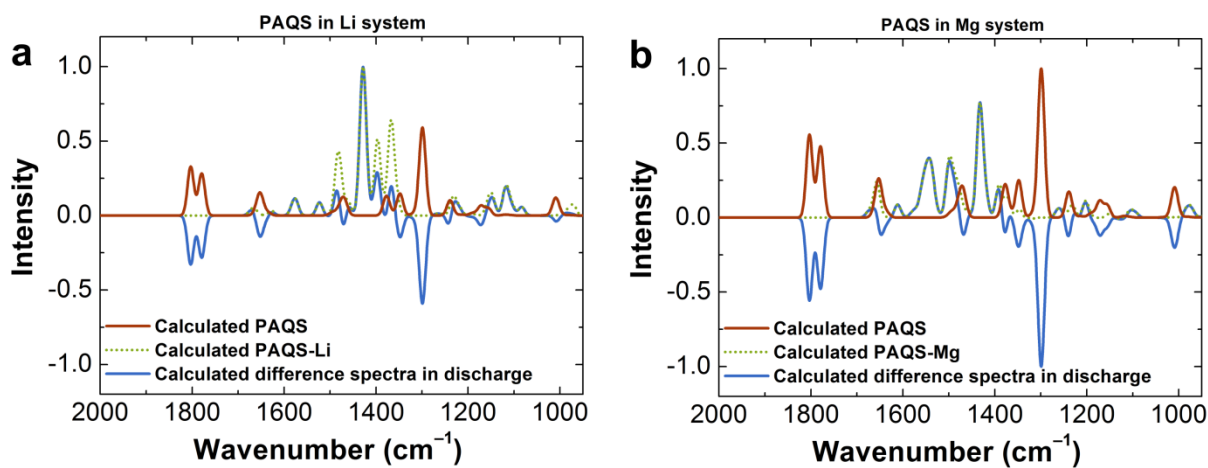 PAQS in Li system
a
Intensity
1.0
0.5
0.0
-0.5
-1.0
Calculated PAQS
Calculated PAQS-Li
Calculated difference spectra in discharge
2000 1800 1600 1400 1200 1000
Wavenumber (cm⁻¹)
PAQS in Mg system
b
Intensity
1.0
0.5
0.0
-0.5
-1.0
Calculated PAQS
Calculated PAQS-Mg
Calculated difference spectra in discharge
2000 1800 1600 1400 1200 1000
Wavenumber (cm⁻¹)